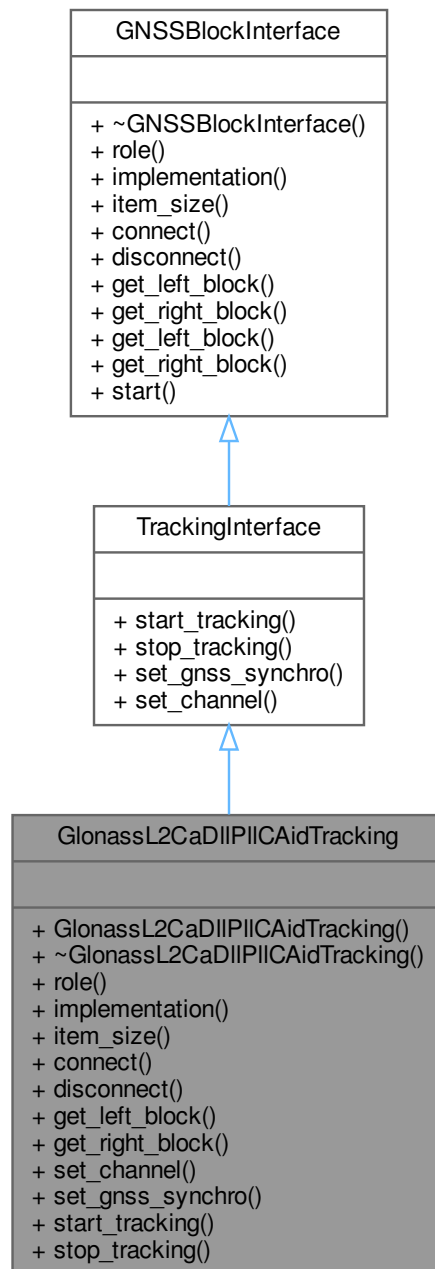 GNSSBlockInterface
+ ~GNSSBlockInterface()
+ role()
+ implementation()
+ item_size()
+ connect()
+ disconnect()
+ get_left_block()
+ get_right_block()
+ get_left_block()
+ get_right_block()
+ start()
TrackingInterface
+ start_tracking()
+ stop_tracking()
+ set_gnss_synchro()
+ set_channel()
GlonassL2CaDllPllCAidTracking
+ GlonassL2CaDllPllCAidTracking()
+ ~GlonassL2CaDllPllCAidTracking()
+ role()
+ implementation()
+ item_size()
+ connect()
+ disconnect()
+ get_left_block()
+ get_right_block()
+ set_channel()
+ set_gnss_synchro()
+ start_tracking()
+ stop_tracking()